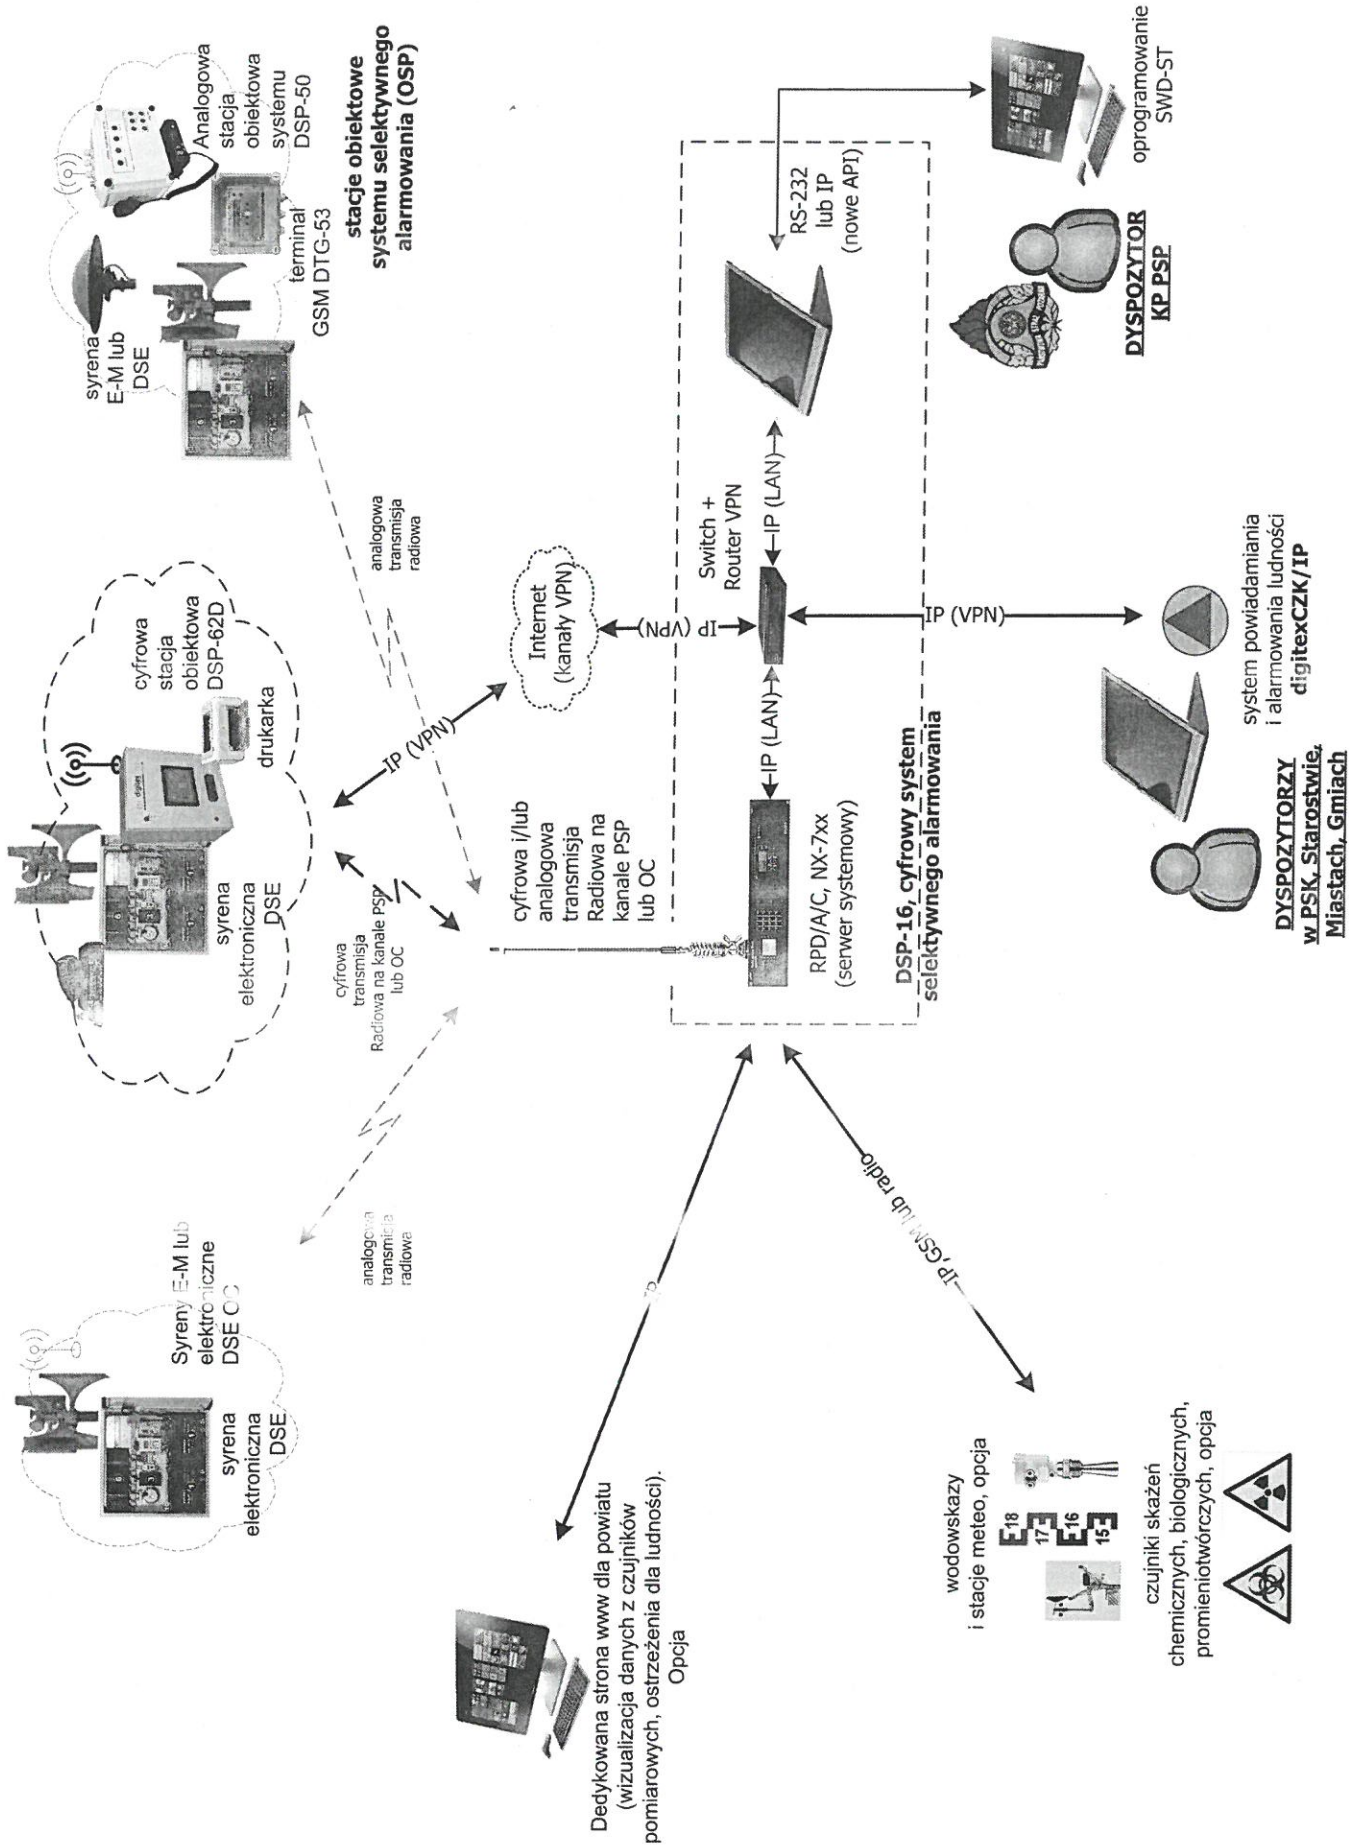 syrena
elektroniczna
DSE
Syreny E-M lub
elektroniczne
DSE OC
syrena
elektroniczna
DSE
cyfrowa
stacja
obiektowa
DSP-62D
drukarka
digitex
syrena
E-M lub
DSE
Analogowa
stacja
obiektowa
systemu
DSP-50
terminal
GSM DTG-53
stacje obiektowe
systemu selektywnego
alarmowania (OSP)
analogowa
transmisja
radiowa
cyfrowa
transmisja
Radiowa na kanale PSP
lub OC
IP (VPN)
analogowa
transmisja
radiowa
Internet
(kanały VPN)
cyfrowa i/lub
analogowa
transmisja
Radiowa na
kanale PSP
lub OC
IP (VPN)
Dedykowana strona www dla powiatu
(wizualizacja danych z czujników
pomiarowych, ostrzeżenia dla ludności).
Opcja
IP
IP,GSM lub radio
RPD/A/C, NX-7xx
(serwer systemowy)
IP (LAN)
Switch +
Router VPN
IP (LAN)
RS-232
lub IP
(nowe API)
DSP-16, cyfrowy system
selektywnego alarmowania
IP (VPN)
oprogramowanie
SWD-ST
DYSPOZYTOR
KP PSP
wodowskazy
i stacje meteo, opcja
E18
17E
E16
15E
czujniki skażeń
chemicznych, biologicznych,
promieniotwórczych, opcja
system powiadamiania
i alarmowania ludności
digitexCZK/IP
DYSPOZYTORZY
w PSK, Starostwie,
Miastach, Gmiach